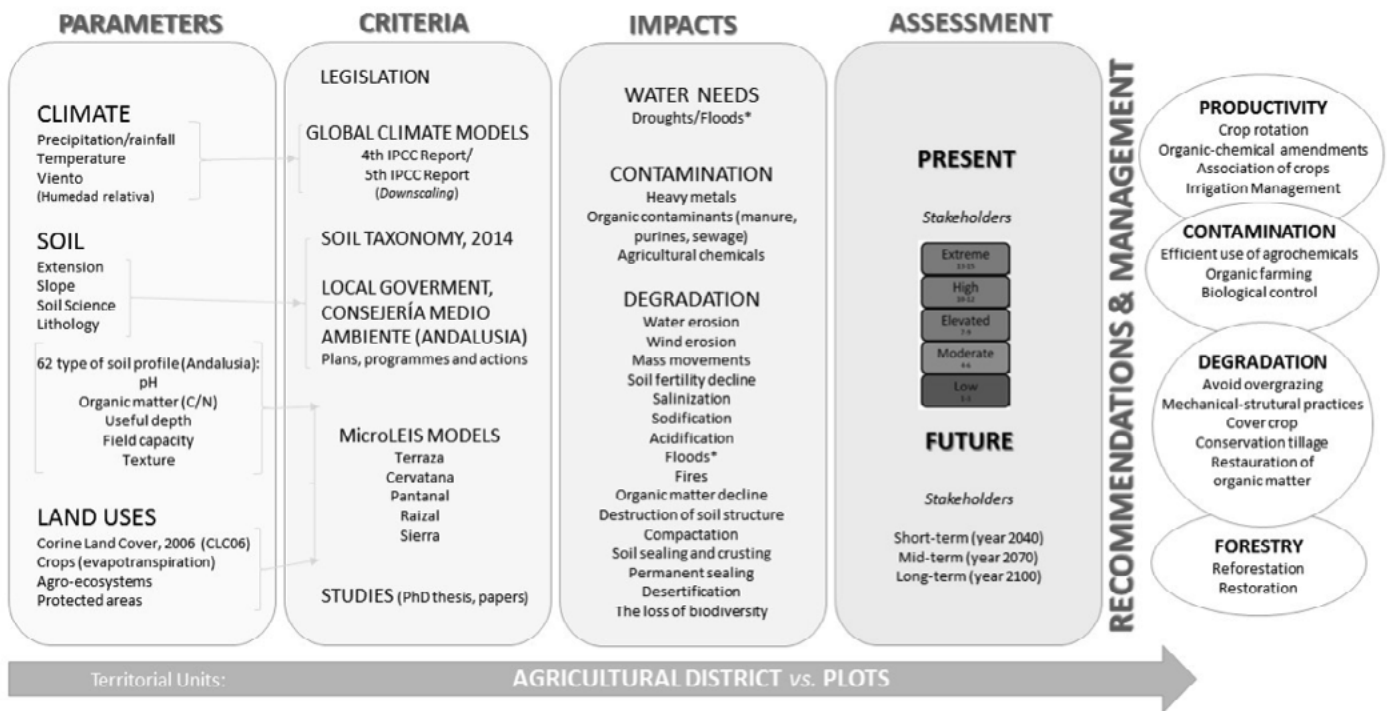 PARAMETERS
CLIMATE
Precipitation/rainfall
Temperature
Viento
(Humedad relativa)
SOIL
Extension
Slope
Soil Science
Lithology
62 type of soil profile (Andalusia):
pH
Organic matter (C/N)
Useful depth
Field capacity
Texture
LAND USES
Corine Land Cover, 2006 (CLC06)
Crops (evapotranspiration)
Agro-ecosystems
Protected areas
CRITERIA
LEGISLATION
GLOBAL CLIMATE MODELS
4th IPCC Report/
5th IPCC Report
(Downscaling)
SOIL TAXONOMY, 2014
LOCAL GOVERMENT,
CONSEJERÍA MEDIO
AMBIENTE (ANDALUSIA)
Plans, programmes and actions
MicroLEIS MODELS
Terraza
Cervatana
Pantanal
Raizal
Sierra
STUDIES (PhD thesis, papers)
IMPACTS
WATER NEEDS
Droughts/Floods*
CONTAMINATION
Heavy metals
Organic contaminants (manure,
purines, sewage)
Agricultural chemicals
DEGRADATION
Water erosion
Wind erosion
Mass movements
Soil fertility decline
Salinization
Sodification
Acidification
Floods*
Fires
Organic matter decline
Destruction of soil structure
Compactation
Soil sealing and crusting
Permanent sealing
Desertification
The loss of biodiversity
ASSESSMENT
PRESENT
Stakeholders
Extreme
13-15
High
10-12
Elevated
7-9
Moderate
4-6
Low
1-3
FUTURE
Stakeholders
Short-term (year 2040)
Mid-term (year 2070)
Long-term (year 2100)
RECOMMENDATIONS & MANAGEMENT
PRODUCTIVITY
Crop rotation
Organic-chemical amendments
Association of crops
Irrigation Management
CONTAMINATION
Efficient use of agrochemicals
Organic farming
Biological control
DEGRADATION
Avoid overgrazing
Mechanical-strutural practices
Cover crop
Conservation tillage
Restauration of
organic matter
FORESTRY
Reforestation
Restoration
Territorial Units:
AGRICULTURAL DISTRICT vs. PLOTS